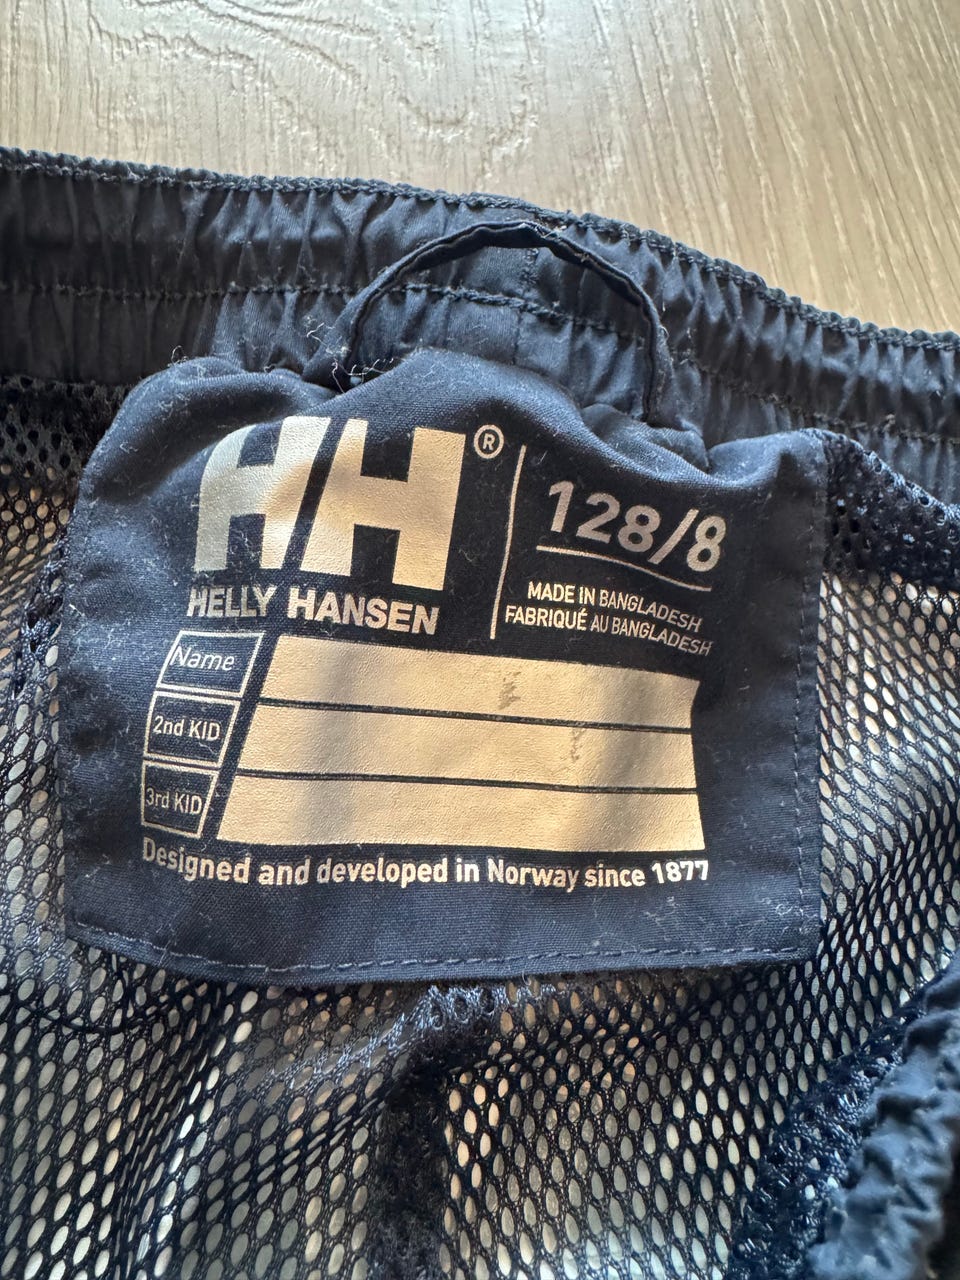 HH®
HELLY HANSEN
128/8
MADE IN BANGLADESH
FABRIQUÉ AU BANGLADESH
Name
2nd KID
3rd KID
Designed and developed in Norway since 1877